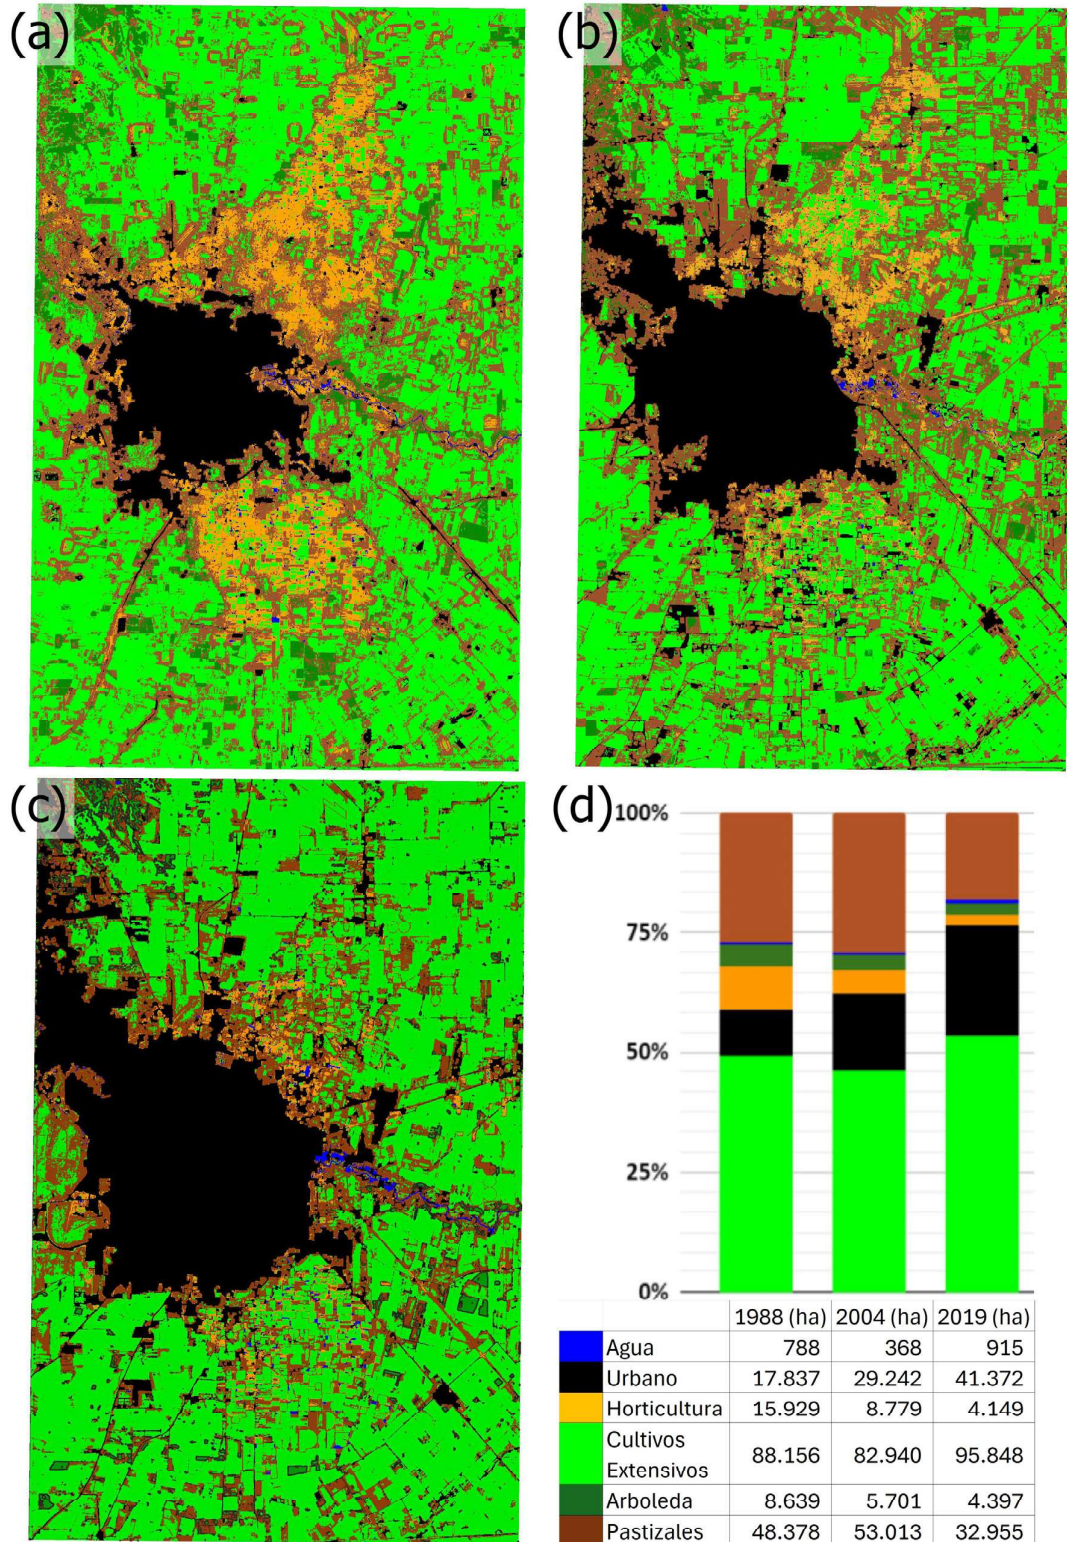 (a)
(b)
(c)
(d)
100%
75%
50%
25%
0%
1988 (ha) 2004 (ha) 2019 (ha)
Agua 788 368 915
Urbano 17.837 29.242 41.372
Horticultura 15.929 8.779 4.149
Cultivos
Extensivos 88.156 82.940 95.848
Arboleda 8.639 5.701 4.397
Pastizales 48.378 53.013 32.955